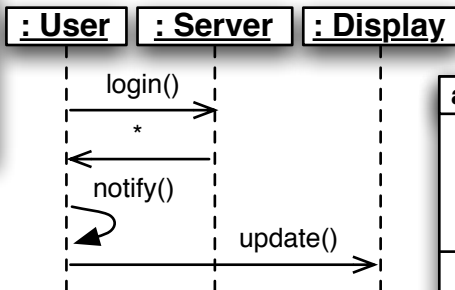 : User : Server : Display
login()
*
notify()
update()
a